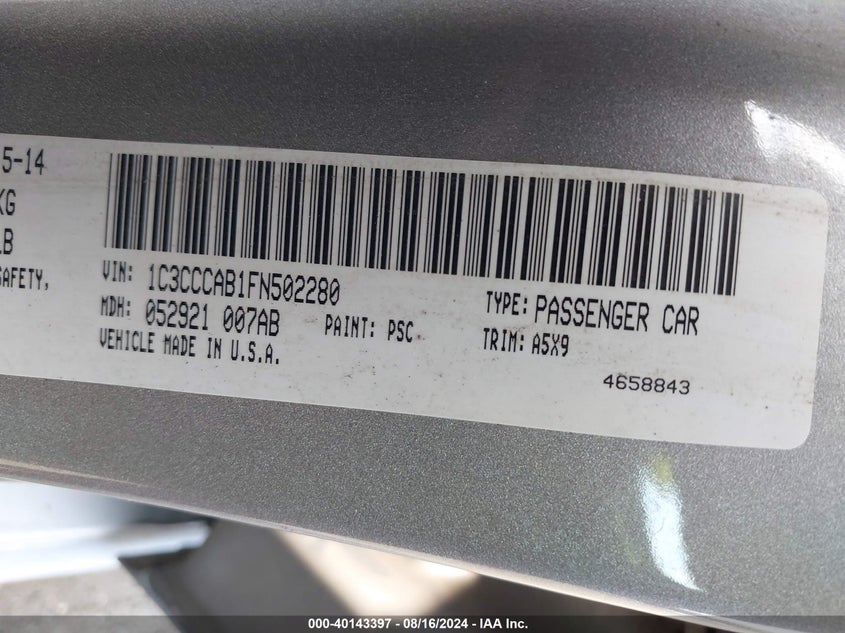 5-14
KG
LB
SAFETY,
VIN: 1C3CCCAB1FN502280
TYPE: PASSENGER CAR
MDH: 052921 007AB
PAINT: PSC
TRIM: A5X9
VEHICLE MADE IN U.S.A.
4658843
000-40143397 - 08/16/2024 - IAA Inc.